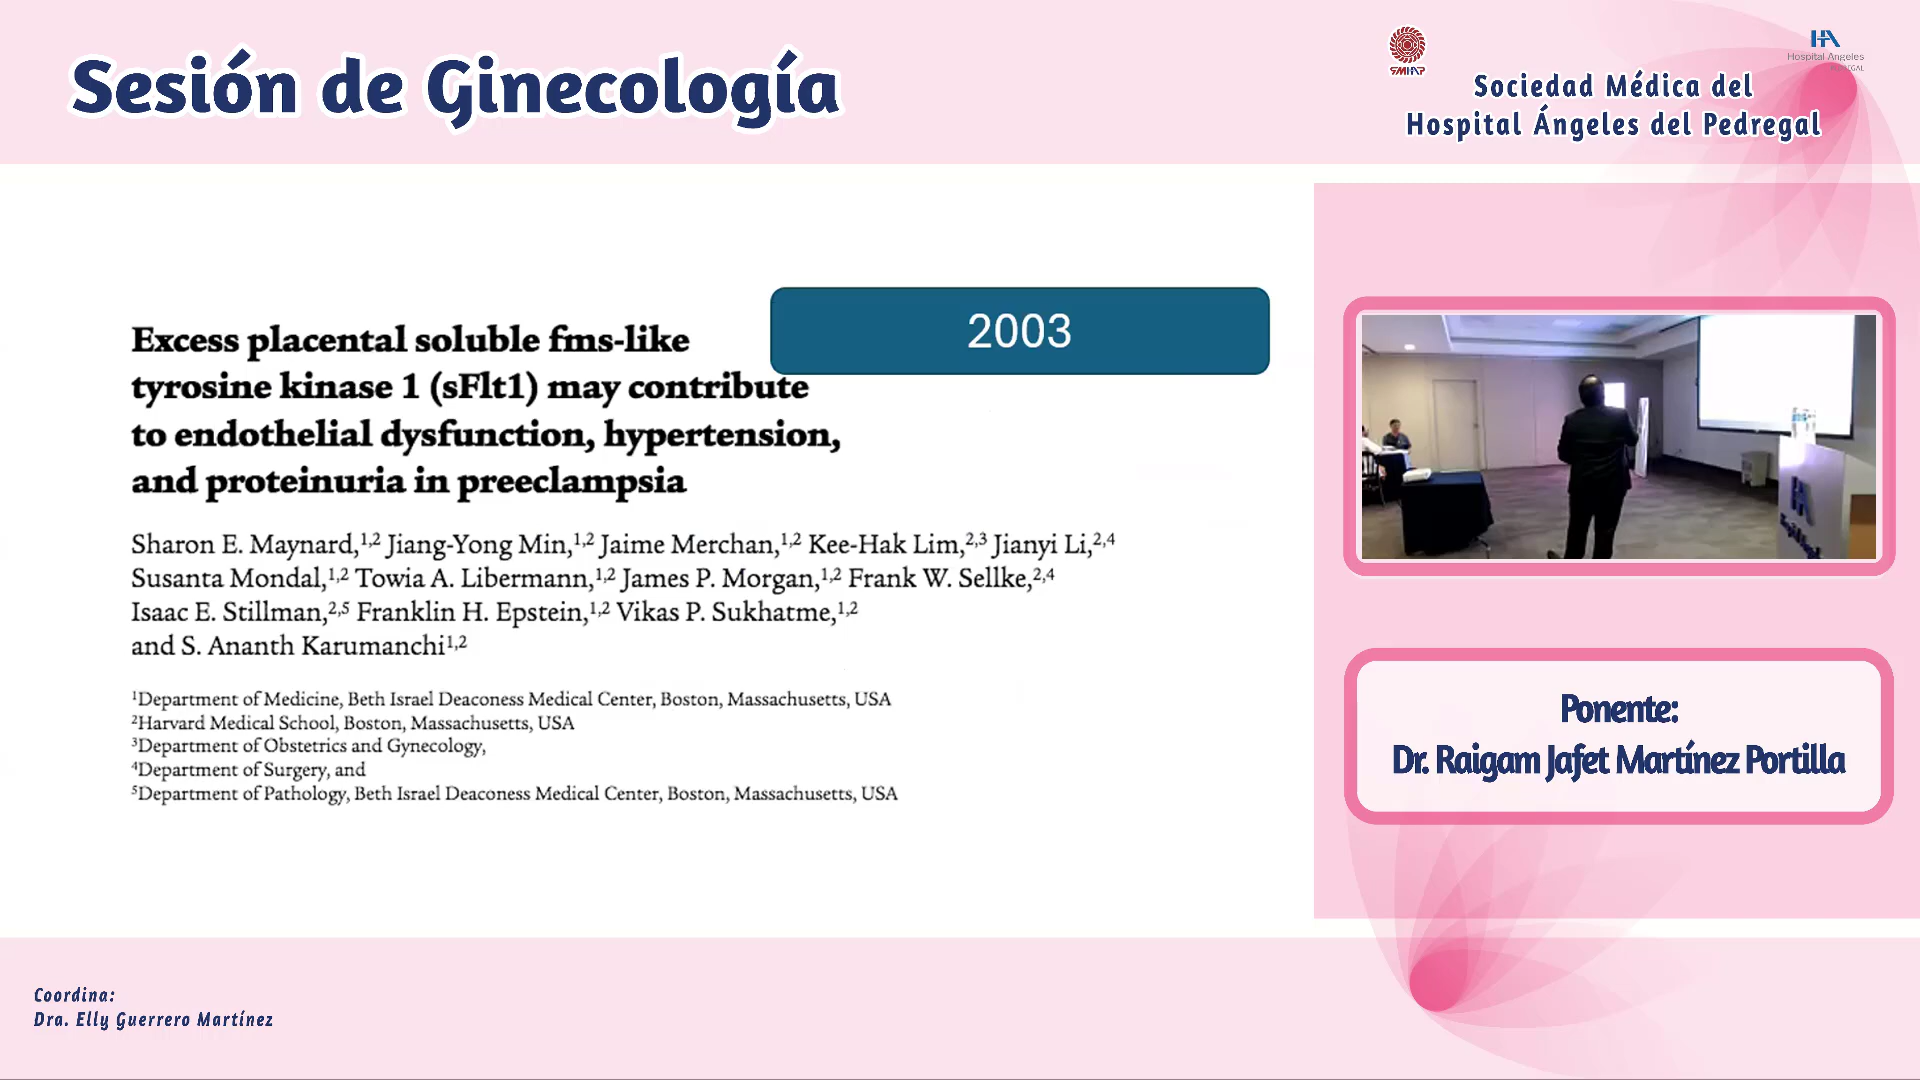 Sesión de Ginecología
SMHAP
HA
Hospital Ángeles
Sociedad Médica del
Hospital Ángeles del Pedregal
2003
Excess placental soluble fms-like
tyrosine kinase 1 (sFlt1) may contribute
to endothelial dysfunction, hypertension,
and proteinuria in preeclampsia
Sharon E. Maynard,1,2 Jiang-Yong Min,1,2 Jaime Merchan,1,2 Kee-Hak Lim,2,3 Jianyi Li,2,4
Susanta Mondal,1,2 Towia A. Libermann,1,2 James P. Morgan,1,2 Frank W. Sellke,2,4
Isaac E. Stillman,2,5 Franklin H. Epstein,1,2 Vikas P. Sukhatme,1,2
and S. Ananth Karumanchi1,2
1Department of Medicine, Beth Israel Deaconess Medical Center, Boston, Massachusetts, USA
2Harvard Medical School, Boston, Massachusetts, USA
3Department of Obstetrics and Gynecology,
4Department of Surgery, and
5Department of Pathology, Beth Israel Deaconess Medical Center, Boston, Massachusetts, USA
Ponente:
Dr. Raigam Jafet Martínez Portilla
Coordina:
Dra. Elly Guerrero Martínez